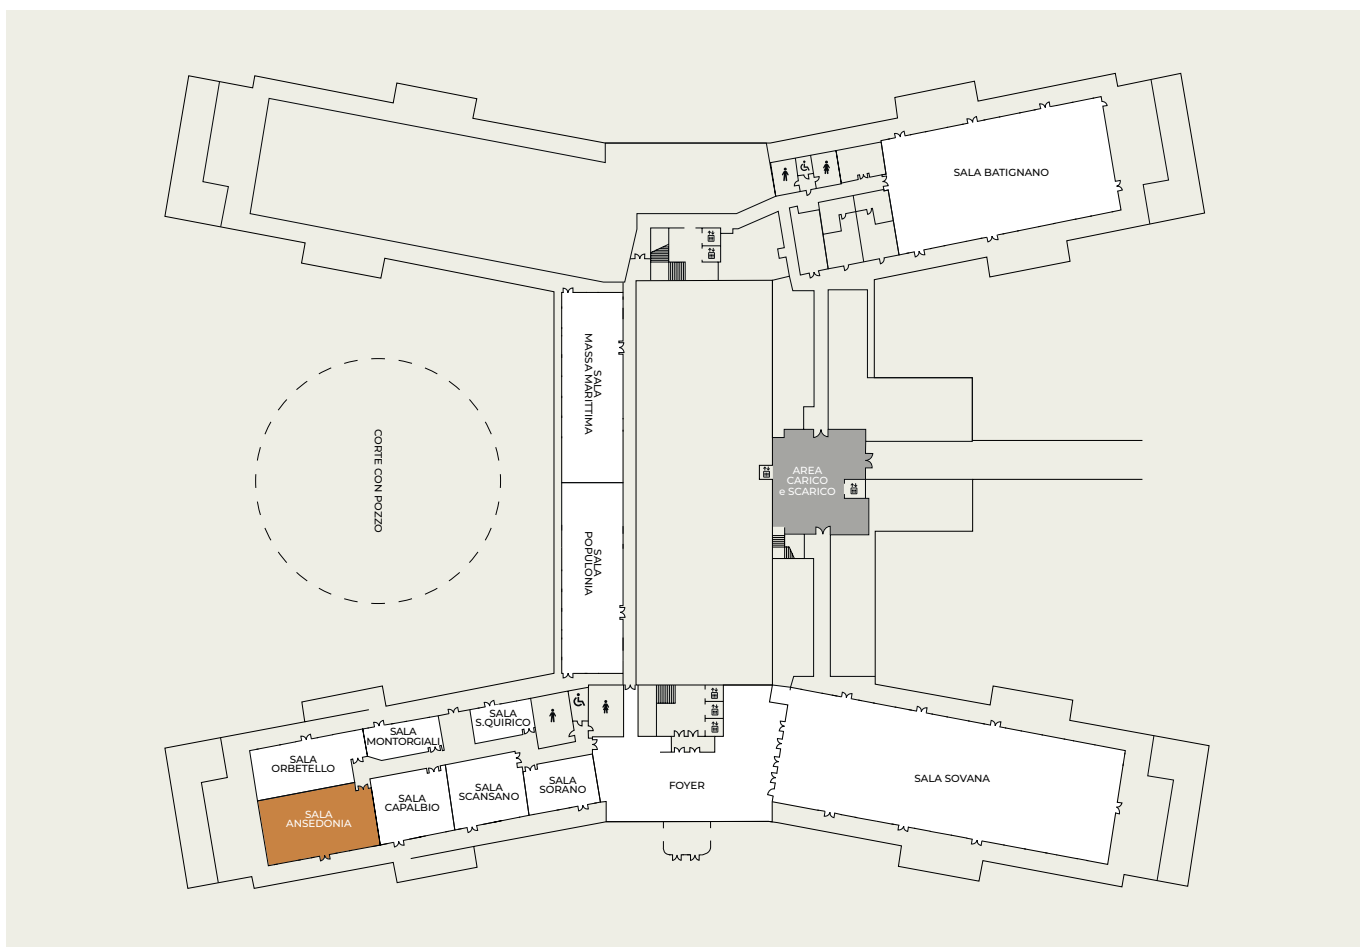 SALA BATIGNANO
SALA
MASSA MARITTIMA
CORTE CON POZZO
AREA
CARICO
e SCARICO
SALA
POPULONIA
SALA
S.QUIRICO
SALA
MONTORGIALI
SALA
ORBETELLO
SALA
ANSEDONIA
SALA
CAPALBIO
SALA
SCANSANO
SALA
SORANO
FOYER
SALA SOVANA